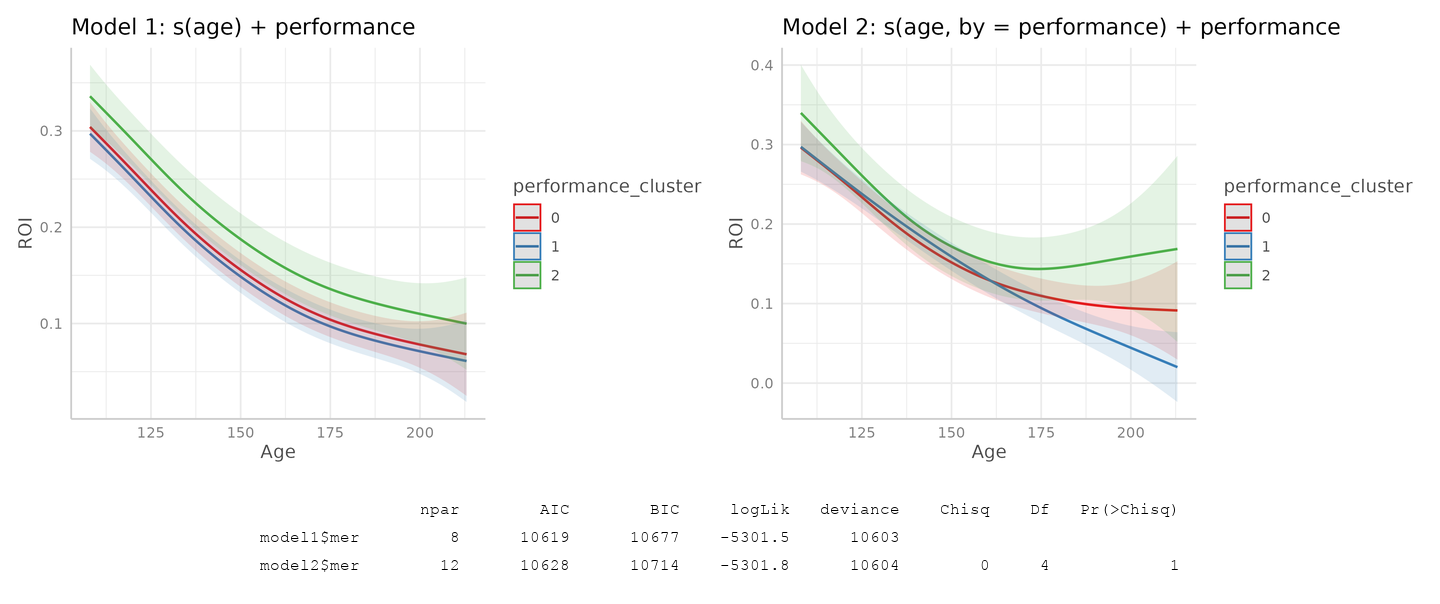 Model 1: s(age) + performance
0.3
0.2
0.1
ROI
125 150 175 200
Age
performance_cluster
0
1
2
Model 2: s(age, by = performance) + performance
0.4
0.3
0.2
0.1
0.0
ROI
125 150 175 200
Age
performance_cluster
0
1
2
npar AIC BIC logLik deviance Chisq Df Pr(>Chisq)
model1$mer 8 10619 10677 -5301.5 10603
model2$mer 12 10628 10714 -5301.8 10604 0 4 1